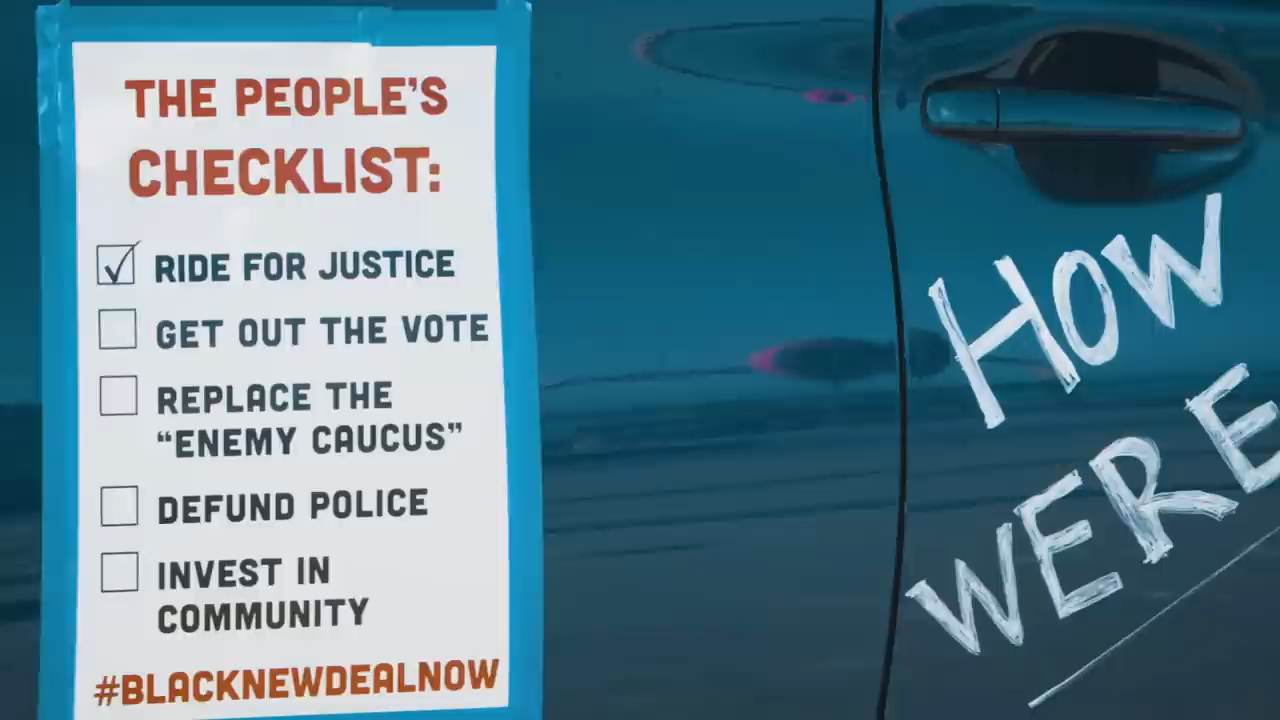 THE PEOPLE'S
CHECKLIST:
RIDE FOR JUSTICE
GET OUT THE VOTE
REPLACE THE
“ENEMY CAUCUS”
DEFUND POLICE
INVEST IN
COMMUNITY
#BLACKNEWDEALNOW
HOW
WERE